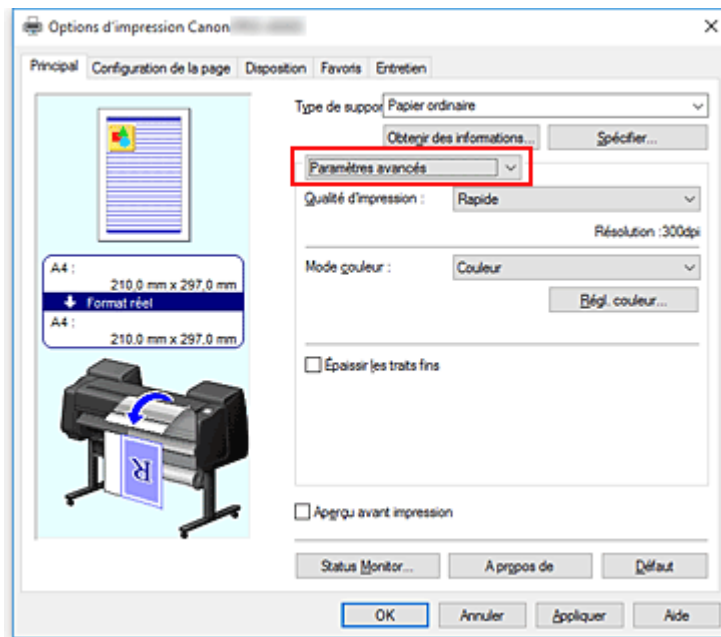 Options d'impression Canon
Principal Configuration de la page Disposition Favoris Entretien
Type de suppor Papier ordinaire
Obtenir des informations... Spécifier...
Paramètres avancés
Qualité d'impression : Rapide
Résolution :300dpi
Mode couleur : Couleur
Régl. couleur...
A4 :
210,0 mm x 297,0 mm
Format réel
A4 :
210,0 mm x 297,0 mm
Épaissir les traits fins
R
Aperçu avant impression
Status Monitor... A propos de Défaut
OK Annuler Appliquer Aide